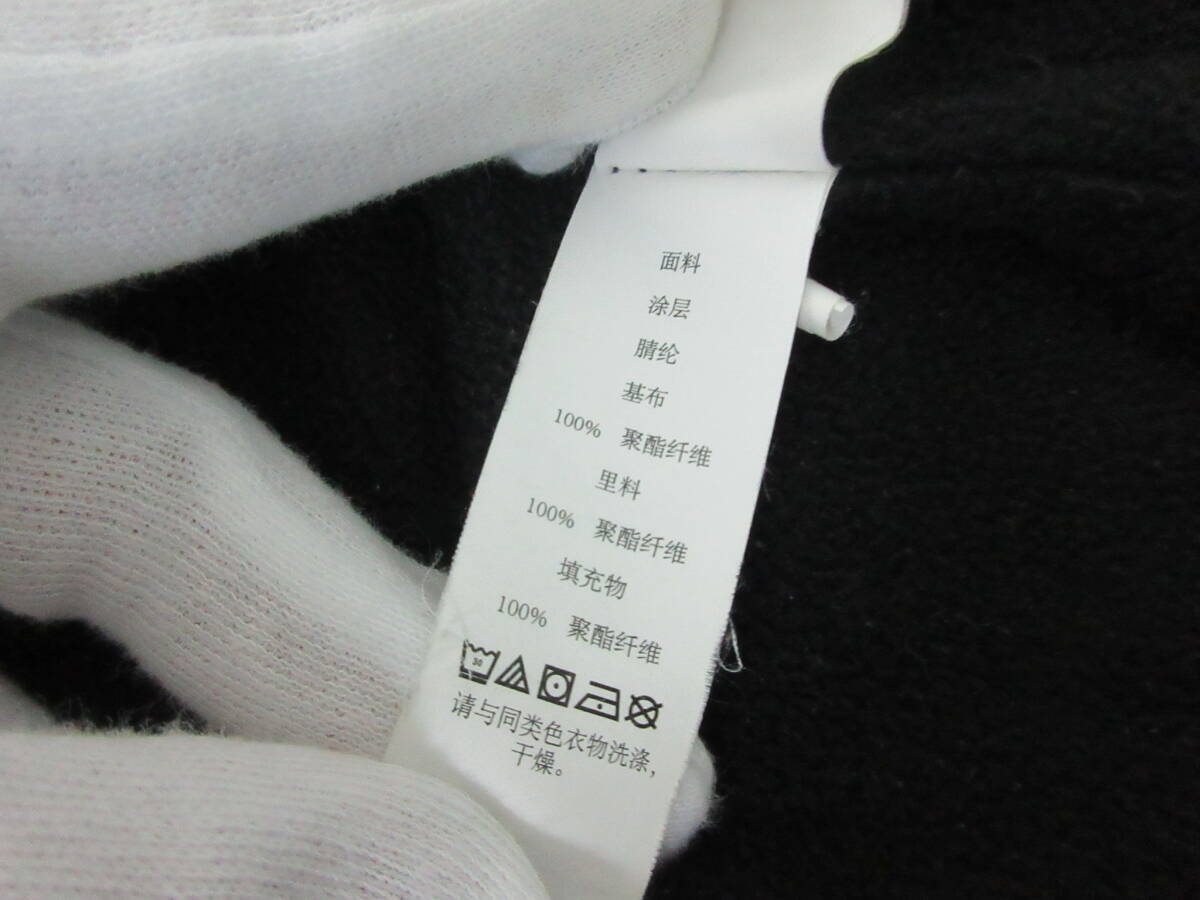 面料
涂层
腈纶
基布
100% 聚酯纤维
里料
100% 聚酯纤维
填充物
100% 聚酯纤维
30
请与同类色衣物洗涤，
干燥。